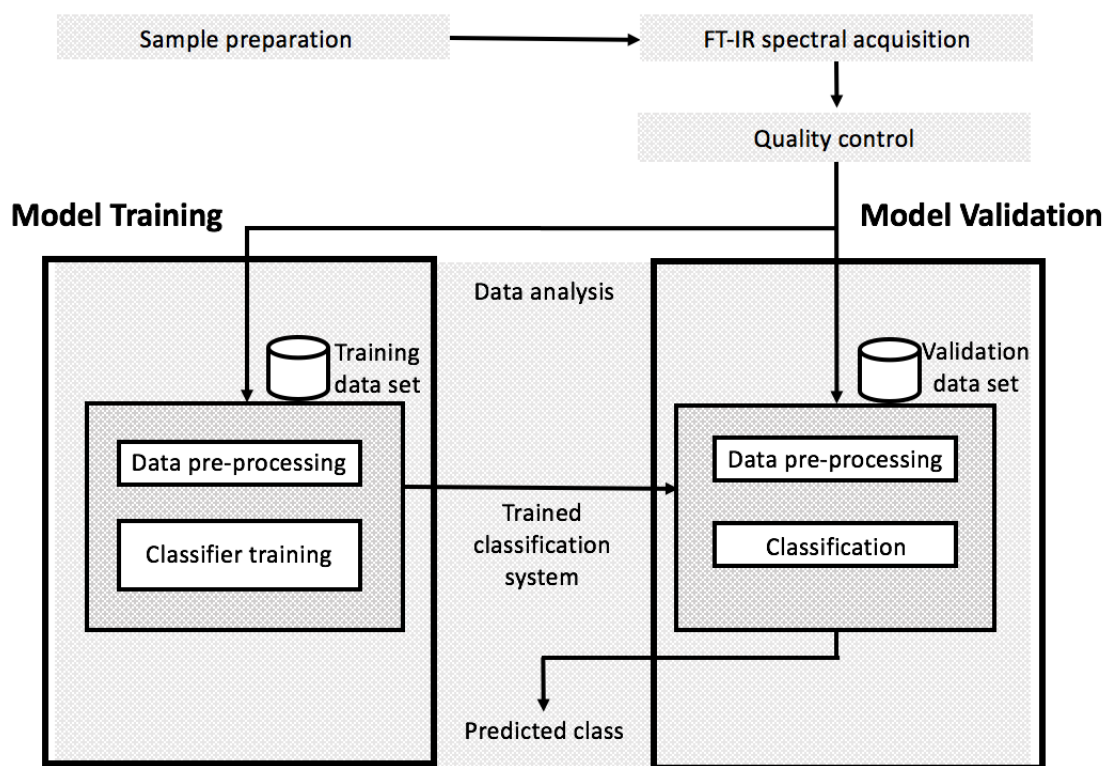 Sample preparation
FT-IR spectral acquisition
Quality control
Model Training
Model Validation
Data analysis
Training
data set
Validation
data set
Data pre-processing
Classifier training
Trained
classification
system
Data pre-processing
Classification
Predicted class